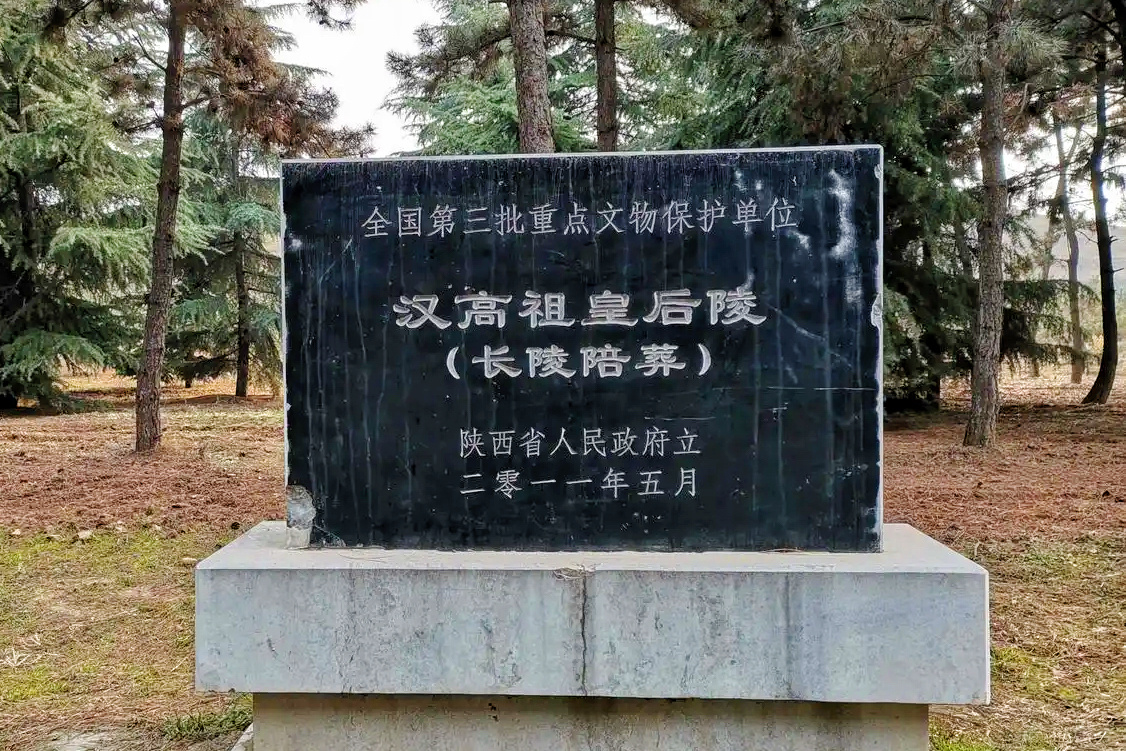 全国第三批重点文物保护单位
汉高祖皇后陵
（长陵陪葬）
陕西省人民政府立
二零一一年五月